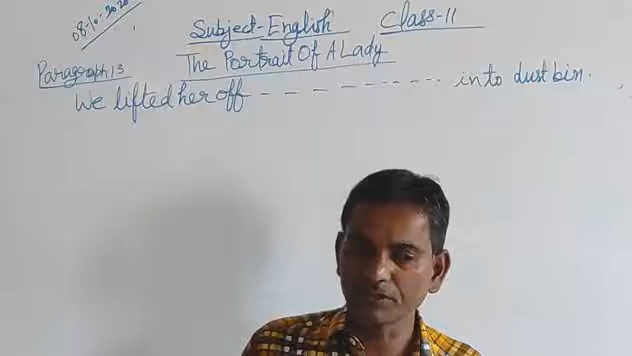 08-10-2020
Subject-English Class-11
The Portrait Of A Lady
Paragraph 13
We lifted her off - - - - - - - - - - - into dust bin.